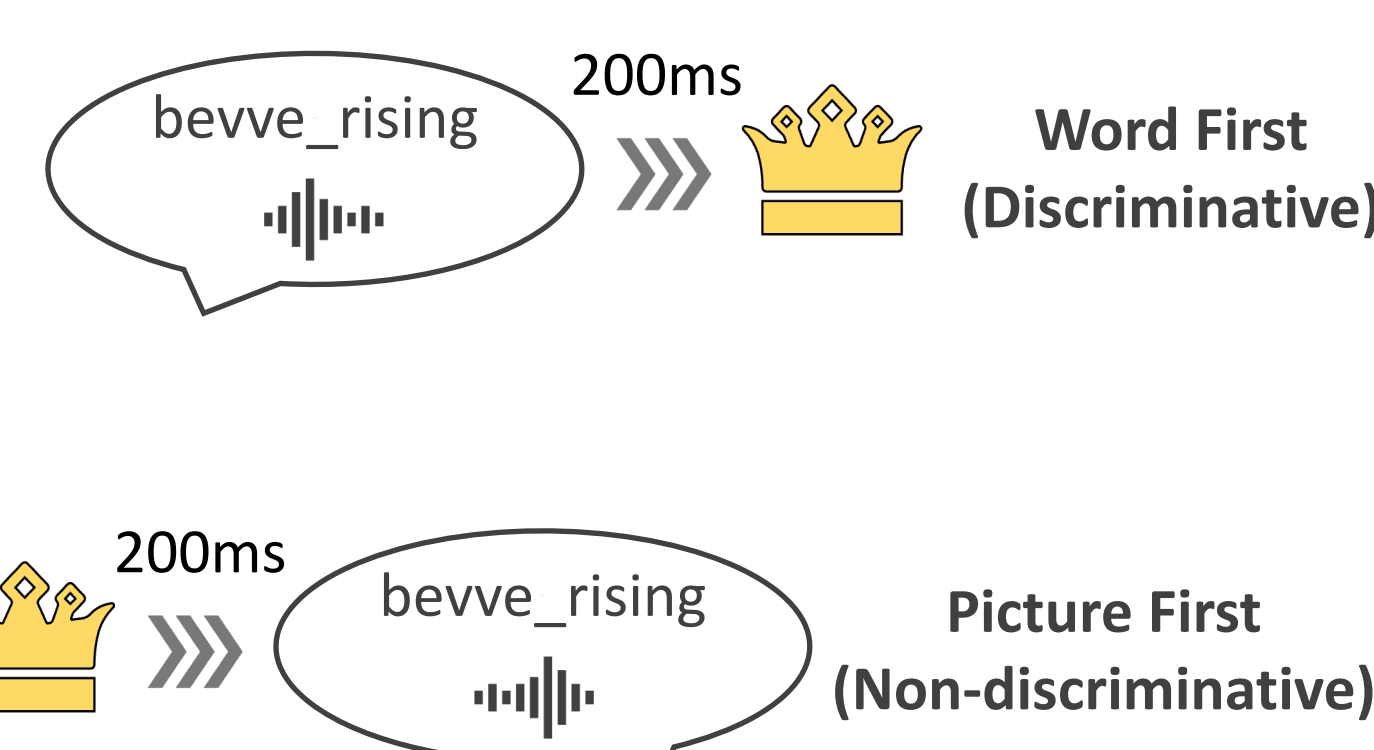 200ms
bevve_rising
Word First
(Discriminative)
200ms
bevve_rising
Picture First
(Non-discriminative)